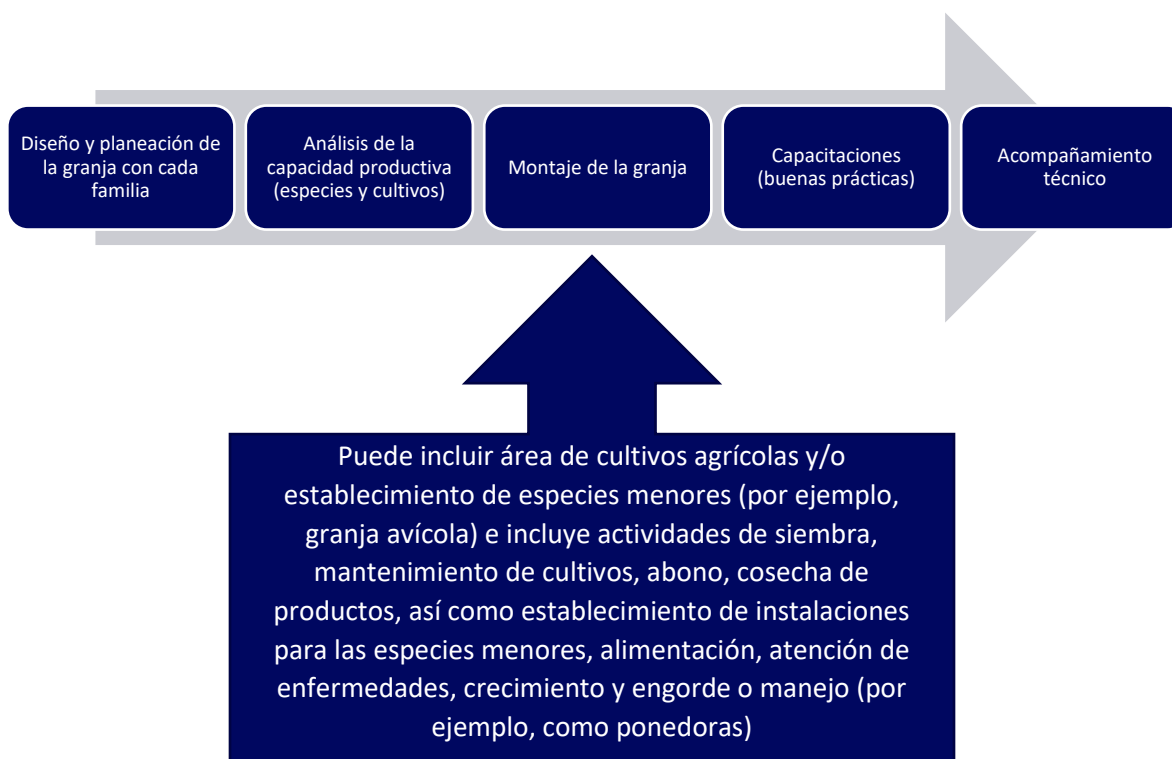 Diseño y planeación de
la granja con cada
familia
Análisis de la
capacidad productiva
(especies y cultivos)
Montaje de la granja
Capacitaciones
(buenas prácticas)
Acompañamiento
técnico
Puede incluir área de cultivos agrícolas y/o
establecimiento de especies menores (por ejemplo,
granja avícola) e incluye actividades de siembra,
mantenimiento de cultivos, abono, cosecha de
productos, así como establecimiento de instalaciones
para las especies menores, alimentación, atención de
enfermedades, crecimiento y engorde o manejo (por
ejemplo, como ponedoras)